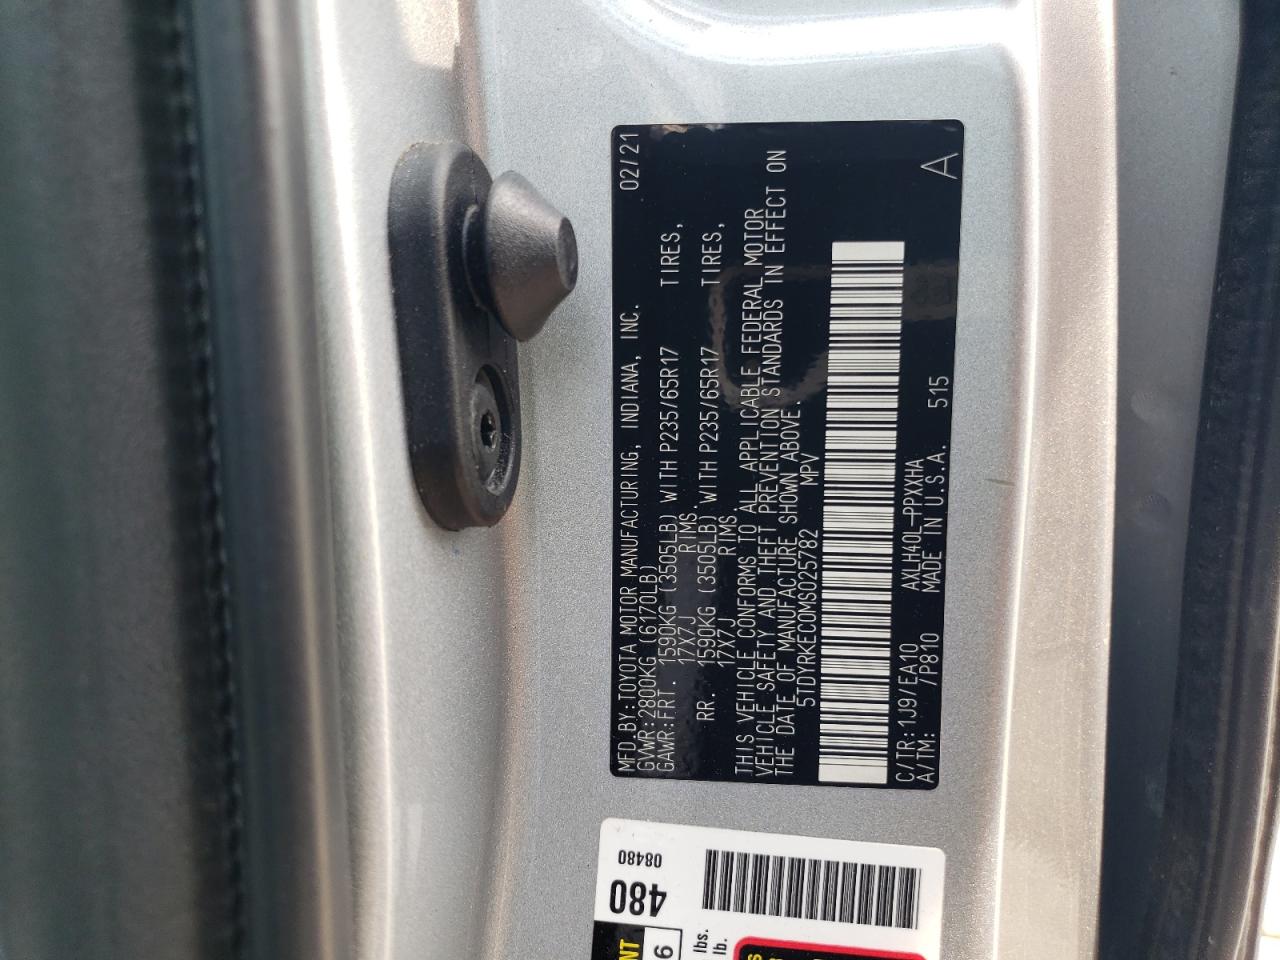 MFD.BY:TOYOTA MOTOR MANUFACTURING, INDIANA, INC. 02/21
GVWR:2800KG (6170LB)
GAWR:FRT. 1590KG (3505LB) WITH P235/65R17 TIRES,
17X7J RIMS,
RR. 1590KG (3505LB) WITH P235/65R17 TIRES,
17X7J RIMS.
THIS VEHICLE CONFORMS TO ALL APPLICABLE FEDERAL MOTOR
VEHICLE SAFETY AND THEFT PREVENTION STANDARDS IN EFFECT ON
THE DATE OF MANUFACTURE SHOWN ABOVE.
5TDYRKEC0MS025782 MPV
C/TR:1J9/EA10 AXLH40L-PPXXHA 515 A
A/TM: /P810 MADE IN U.S.A.
08480
480
NT
6
lbs.
lb.
S